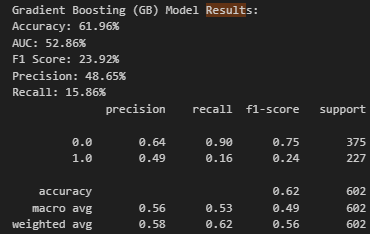 Gradient Boosting (GB) Model Results:
Accuracy: 61.96%
AUC: 52.86%
F1 Score: 23.92%
Precision: 48.65%
Recall: 15.86%
precision recall f1-score support
0.0 0.64 0.90 0.75 375
1.0 0.49 0.16 0.24 227
accuracy 0.62 602
macro avg 0.56 0.53 0.49 602
weighted avg 0.58 0.62 0.56 602